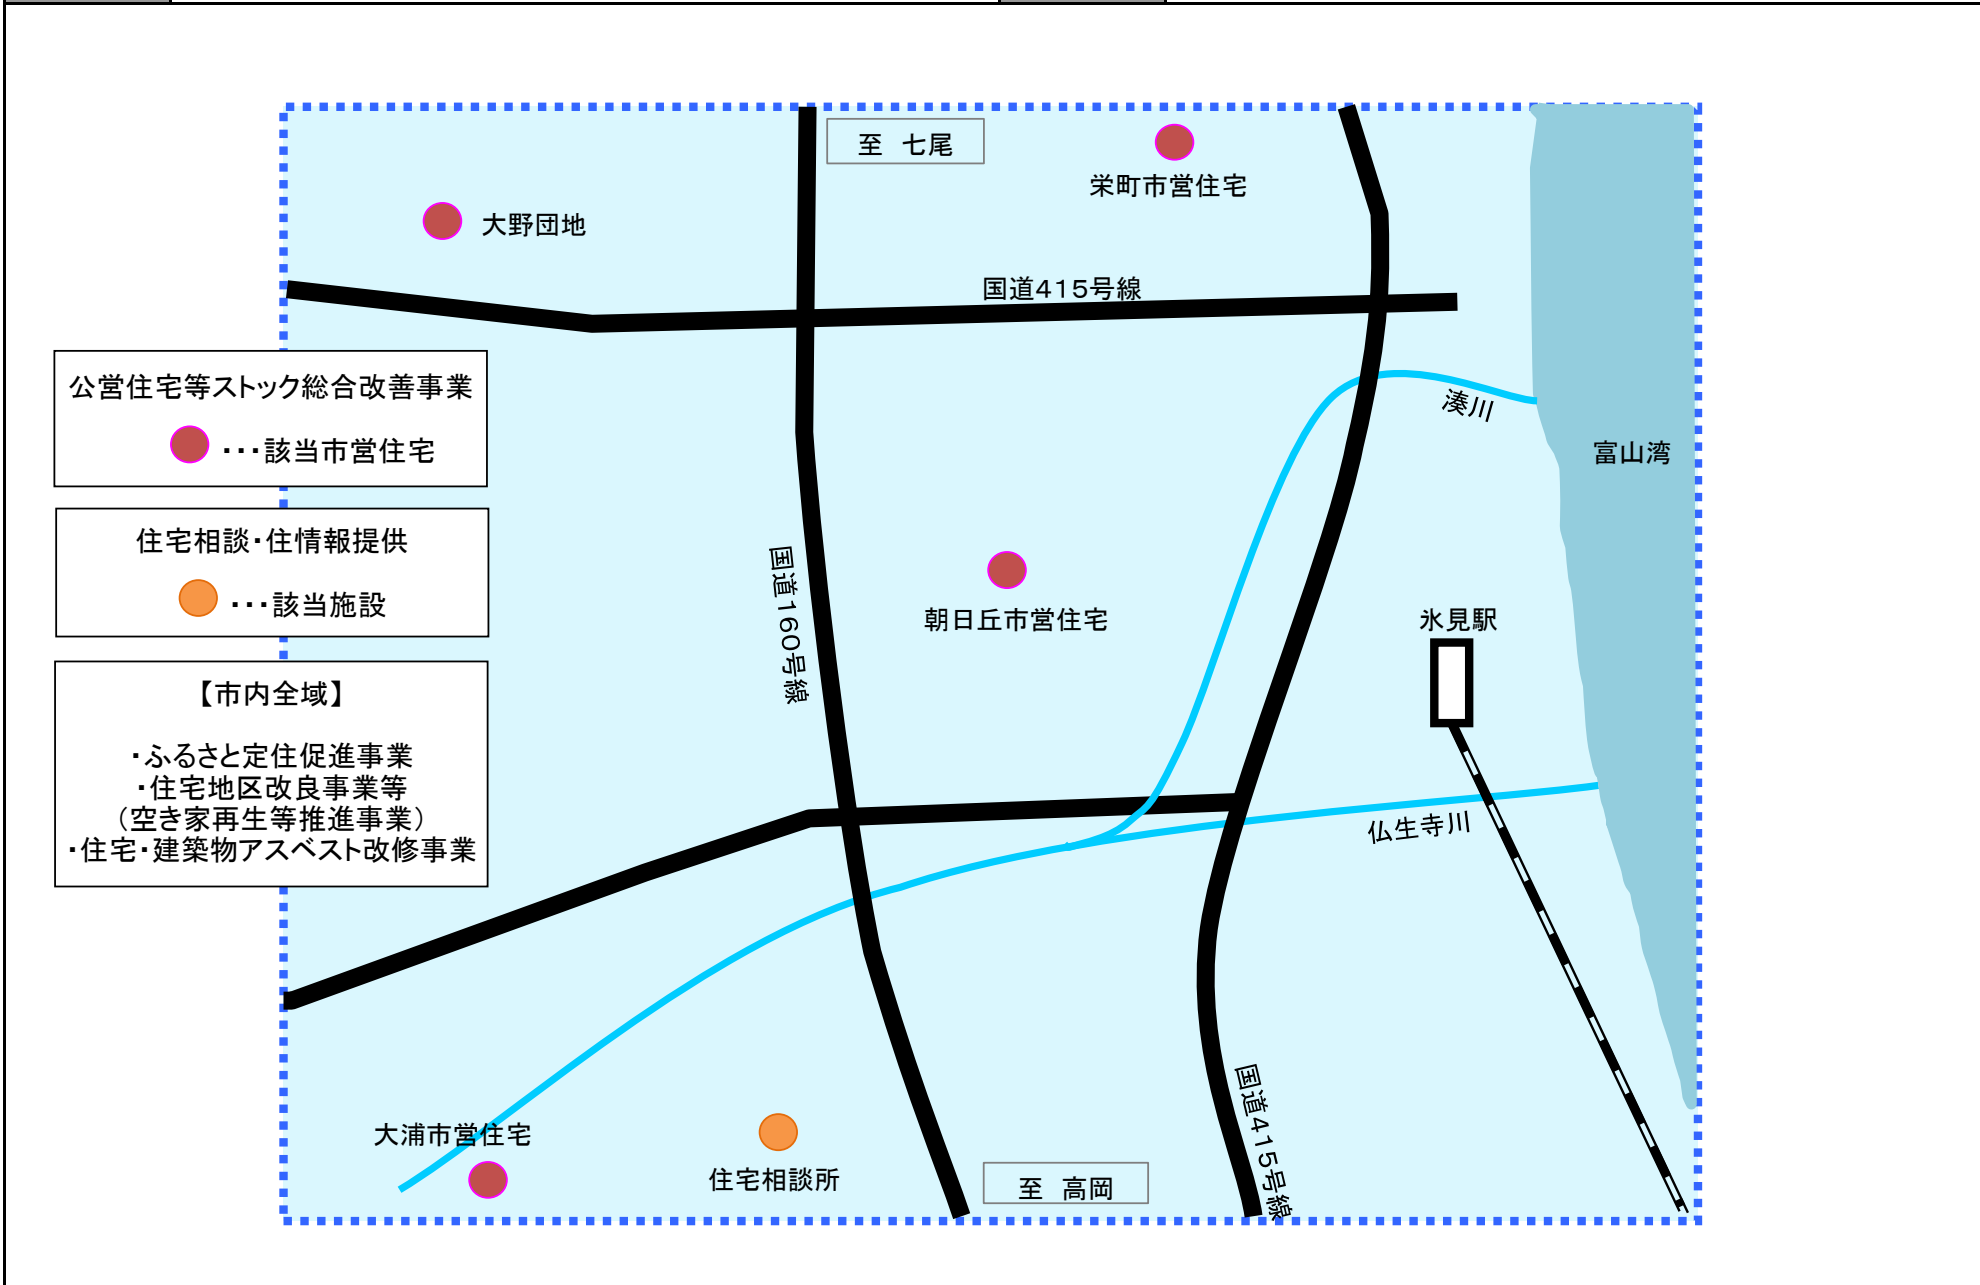 至　七尾
栄町市営住宅
大野団地
国道415号線
公営住宅等ストック総合改善事業
・・・該当市営住宅
湊川
富山湾
住宅相談・住情報提供
・・・該当施設
国道160号線
朝日丘市営住宅
氷見駅
【市内全域】
・ふるさと定住促進事業
・住宅地区改良事業等
（空き家再生等推進事業）
・住宅・建築物アスベスト改修事業
仏生寺川
国道415号線
大浦市営住宅
住宅相談所
至　高岡